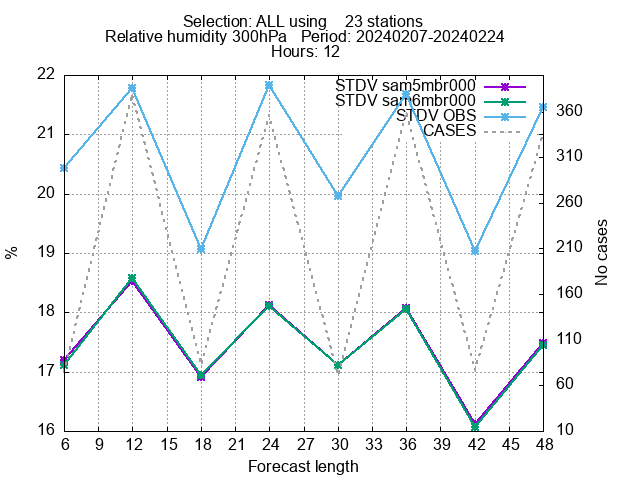 Selection: ALL using    23 stations
Relative humidity 300hPa   Period: 20240207-20240224
Hours: 12
STDV sam5mbr000
STDV sam6mbr000
STDV OBS
CASES
22
21
20
19
18
17
16
360
310
260
210
160
110
60
10
%
No cases
6 9 12 15 18 21 24 27 30 33 36 39 42 45 48
Forecast length